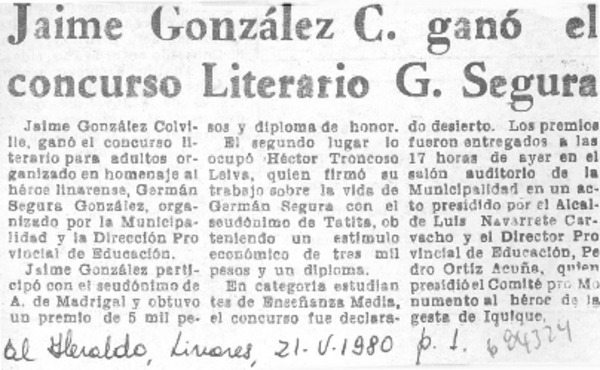 Jaime González C. ganó el
concurso Literario G. Segura
Jaime González Colvi-
lle, ganó el concurso li-
terario para adultos or-
ganizado en homenaje al
héroe linarense, Germán
Segura González, orga-
nizado por la Municipa-
lidad y la Dirección Pro
vincial de Educación.
Jaime González parti-
cipó con el seudónimo de
A. de Madrigal y obtuvo
un premio de 5 mil pe-
sos y diploma de honor.
El segundo lugar lo
ocupó Héctor Troncoso
Leiva, quien firmó su
trabajo sobre la vida de
Germán Segura con el
seudónimo de Tatita, ob
teniendo un estímulo
económico de tres mil
pesos y un diploma.
En categoría estudian
tes de Enseñanza Media,
el concurso fue declara-
do desierto. Los premios
fueron entregados a las
17 horas de ayer en el
salón auditorio de la
Municipalidad en un ac-
to presidido por el Alcal-
de Luis Navarrete Car-
vacho y el Director Pro
vincial de Educación, Pe
dro Ortiz Acuña, quien
presidió el Comité pro Mo
numento al héroe de la
gesta de Iquique.
El Heraldo, Linares, 21-V-1980 p. 1. 684324